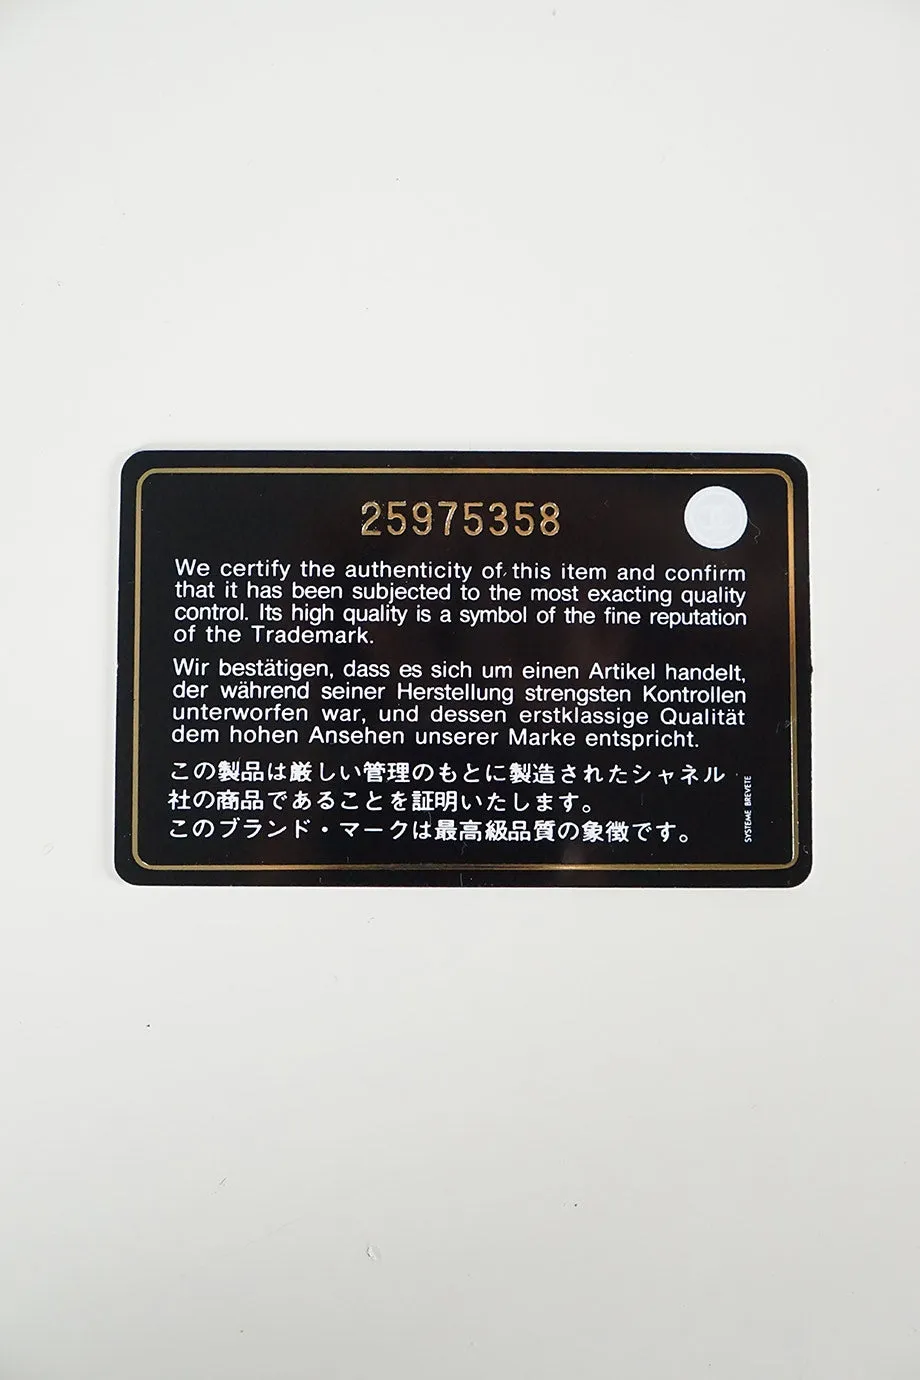 25975358
We certify the authenticity of this item and confirm
that it has been subjected to the most exacting quality
control. Its high quality is a symbol of the fine reputation
of the Trademark.
Wir bestätigen, dass es sich um einen Artikel handelt,
der während seiner Herstellung strengsten Kontrollen
unterworfen war, und dessen erstklassige Qualität
dem hohen Ansehen unserer Marke entspricht.
この製品は厳しい管理のもとに製造されたシャネル
社の商品であることを証明いたします。
このブランド・マークは最高級品質の象徴です。
SYSTEME BREVETE